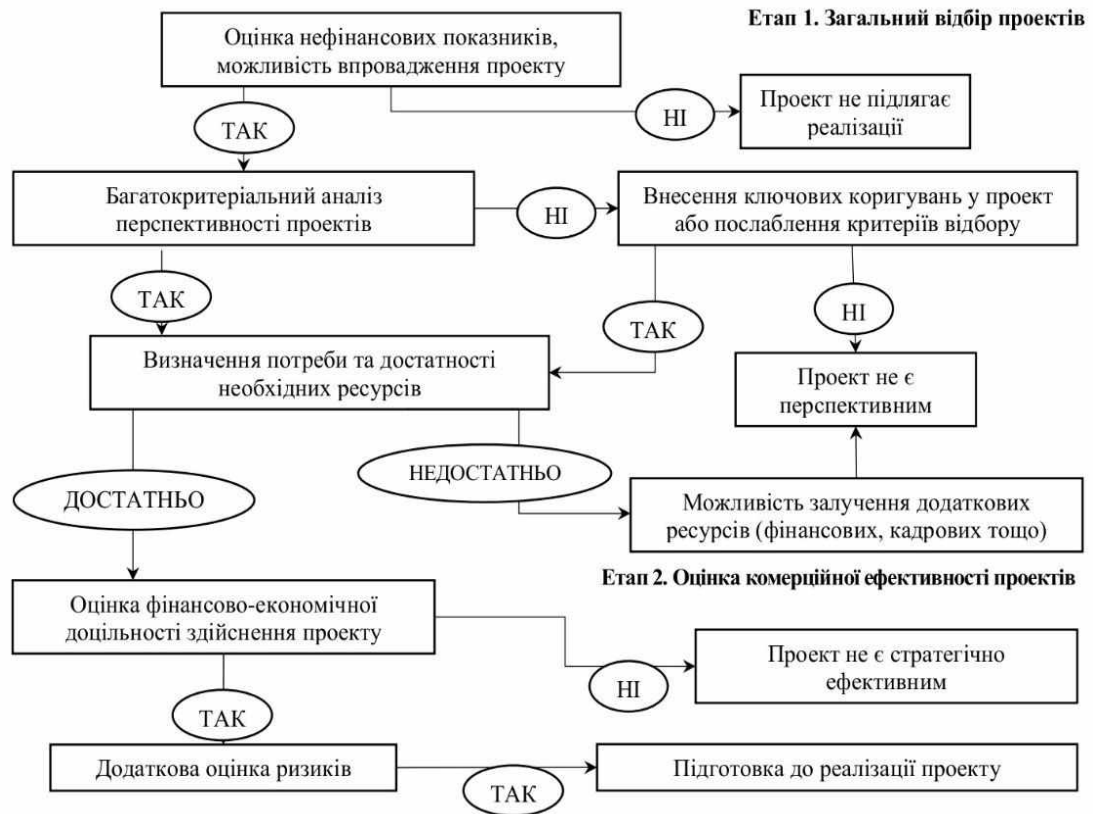 Етап 1. Загальний відбір проектів
Оцінка нефінансових показників,
можливість впровадження проекту
НІ
Проект не підлягає
реалізації
ТАК
Багатокритеріальний аналіз
перспективності проектів
НІ
Внесення ключових коригувань у проект
або послаблення критеріїв відбору
ТАК
ТАК
НІ
Визначення потреби та достатності
необхідних ресурсів
Проект не є
перспективним
ДОСТАТНЬО
НЕДОСТАТНЬО
Можливість залучення додаткових
ресурсів (фінансових, кадрових тощо)
Етап 2. Оцінка комерційної ефективності проектів
Оцінка фінансово-економічної
доцільності здійснення проекту
НІ
Проект не є стратегічно
ефективним
ТАК
Додаткова оцінка ризиків
ТАК
Підготовка до реалізації проекту